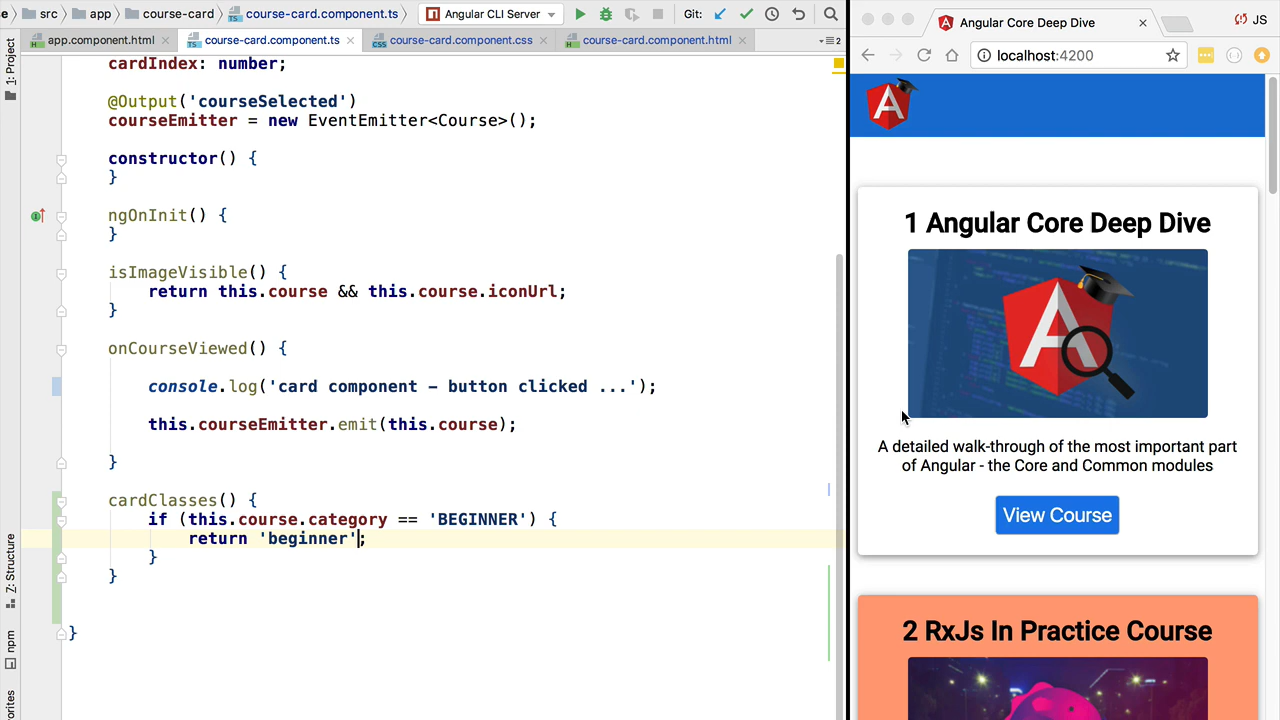 src
app
course-card
course-card.component.ts
Angular CLI Server
Git:
app.component.html
course-card.component.ts
course-card.component.css
course-card.component.html
2
1: Project
Z: Structure
npm
cardIndex: number;
@Output('courseSelected')
courseEmitter = new EventEmitter<Course>();
constructor() {
}
ngOnInit() {
}
isImageVisible() {
return this.course && this.course.iconUrl;
}
onCourseViewed() {
console.log('card component - button clicked ...');
this.courseEmitter.emit(this.course);
}
cardClasses() {
if (this.course.category == 'BEGINNER') {
return 'beginner';
}
}
}
Angular Core Deep Dive
JS
localhost:4200
1 Angular Core Deep Dive
A detailed walk-through of the most important part
of Angular - the Core and Common modules
View Course
2 RxJs In Practice Course